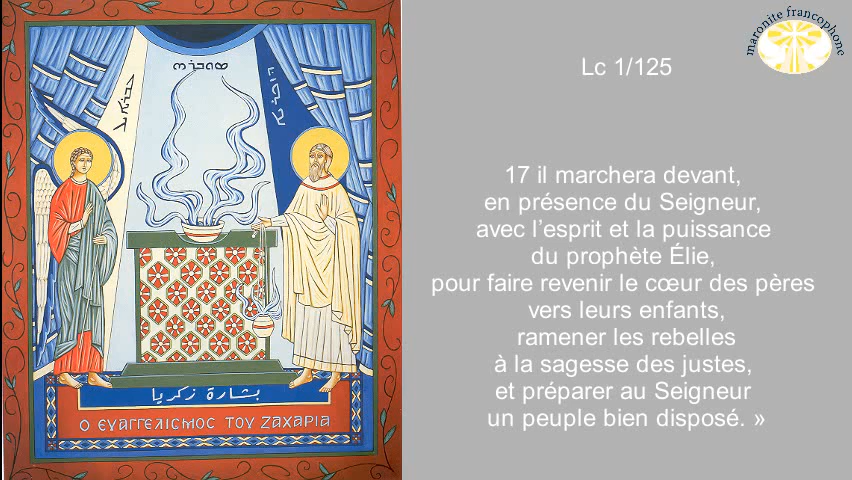 maronite francophone
Lc 1/125
17 il marchera devant,
en présence du Seigneur,
avec l’esprit et la puissance
du prophète Élie,
pour faire revenir le cœur des pères
vers leurs enfants,
ramener les rebelles
à la sagesse des justes,
et préparer au Seigneur
un peuple bien disposé. »
بشارة زكريا
Ο ΕΥΑΓΓΕΛΙϹΜΟϹ ΤΟΥ ΖΑΧΑΡΙΑ